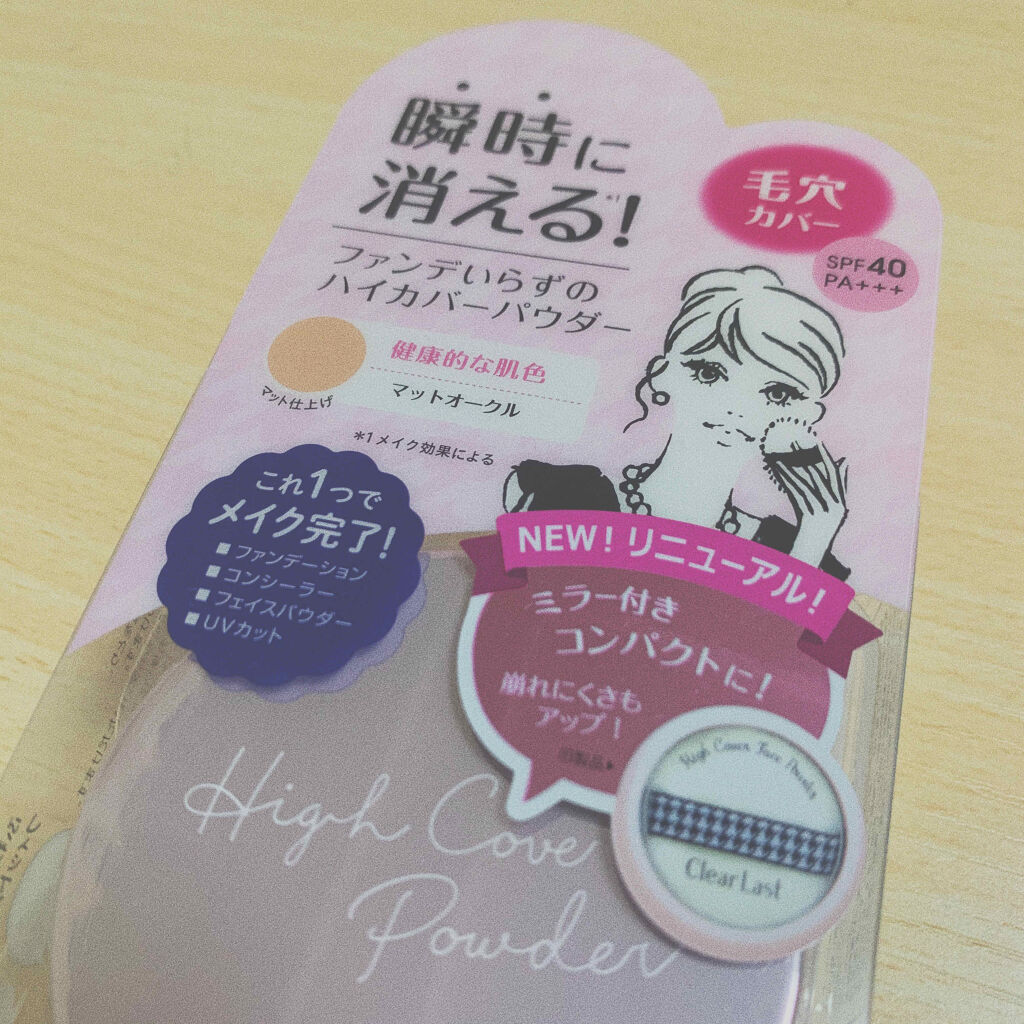 瞬時に
消える!
毛穴
カバー
SPF40
PA+++
ファンデいらずの
ハイカバーパウダー
健康的な肌色
マットオークル
マット仕上げ
*1メイク効果による
これ1つで
メイク完了!
■ファンデーション
■コンシーラー
■フェイスパウダー
■UVカット
NEW! リニューアル!
ミラー付き
コンパクトに!
崩れにくさも
アップ!
旧製品▶
High Cover Face Powder
Clear Last
High Cove
Powder